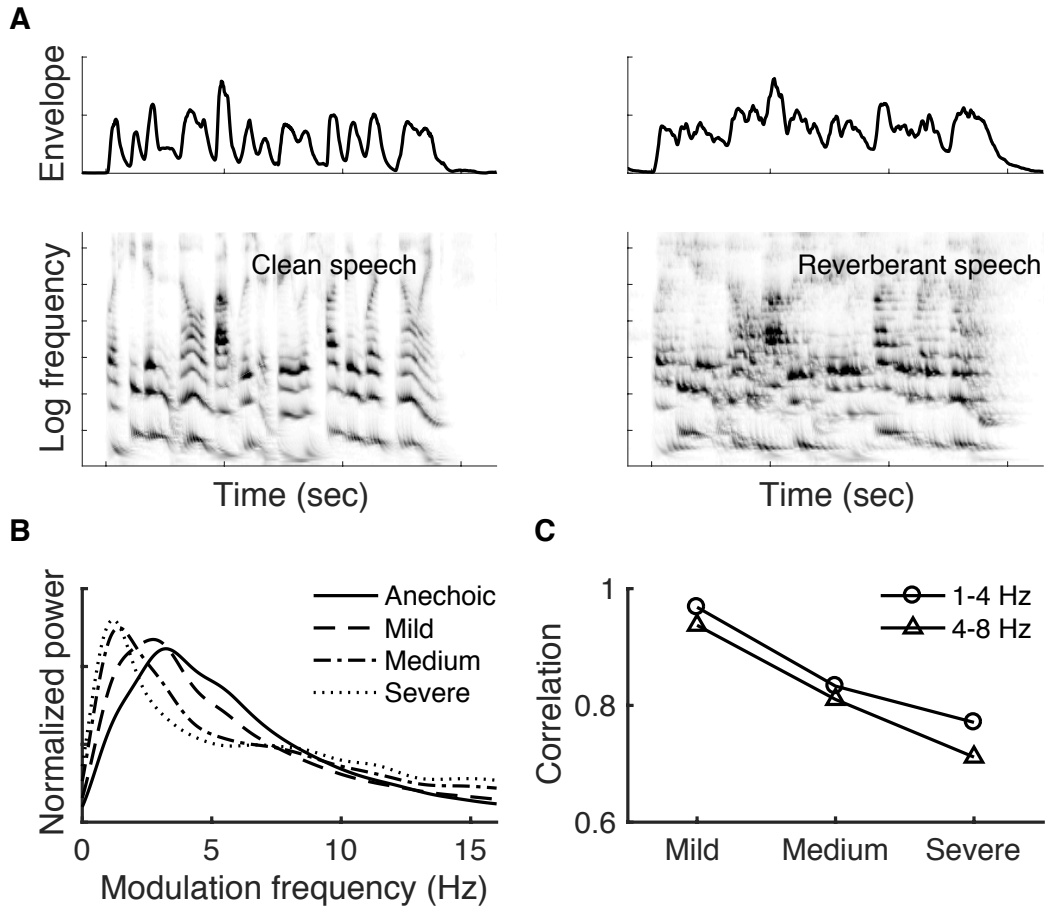 A
Envelope
Log frequency
Clean speech
Reverberant speech
Time (sec)
Time (sec)
B
Normalized power
Anechoic
Mild
Medium
Severe
0
5
10
15
Modulation frequency (Hz)
C
Correlation
1
0.8
0.6
1-4 Hz
4-8 Hz
Mild
Medium
Severe